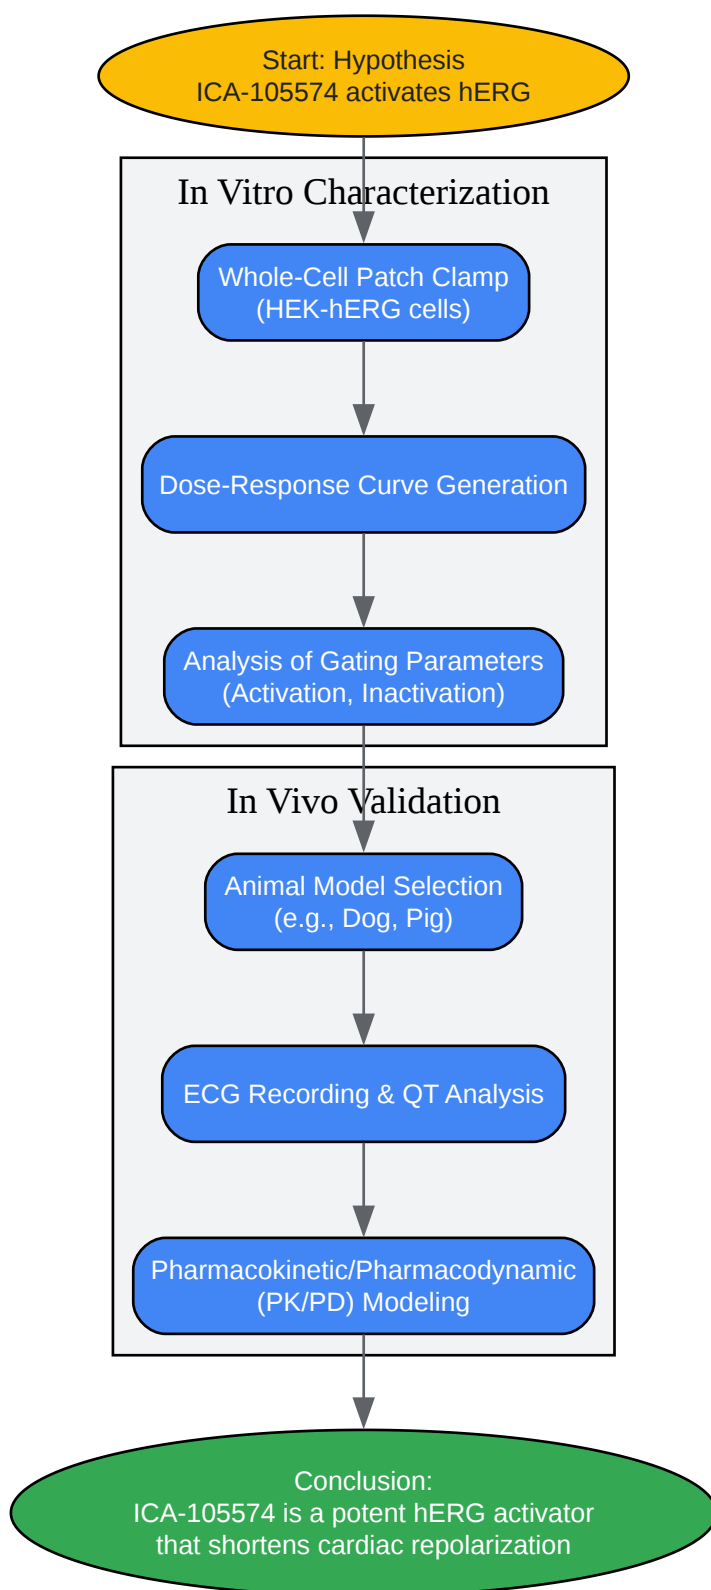 Start: Hypothesis
ICA-105574 activates hERG
In Vitro Characterization
Whole-Cell Patch Clamp
(HEK-hERG cells)
Dose-Response Curve Generation
Analysis of Gating Parameters
(Activation, Inactivation)
In Vivo Validation
Animal Model Selection
(e.g., Dog, Pig)
ECG Recording & QT Analysis
Pharmacokinetic/Pharmacodynamic
(PK/PD) Modeling
Conclusion:
ICA-105574 is a potent hERG activator
that shortens cardiac repolarization